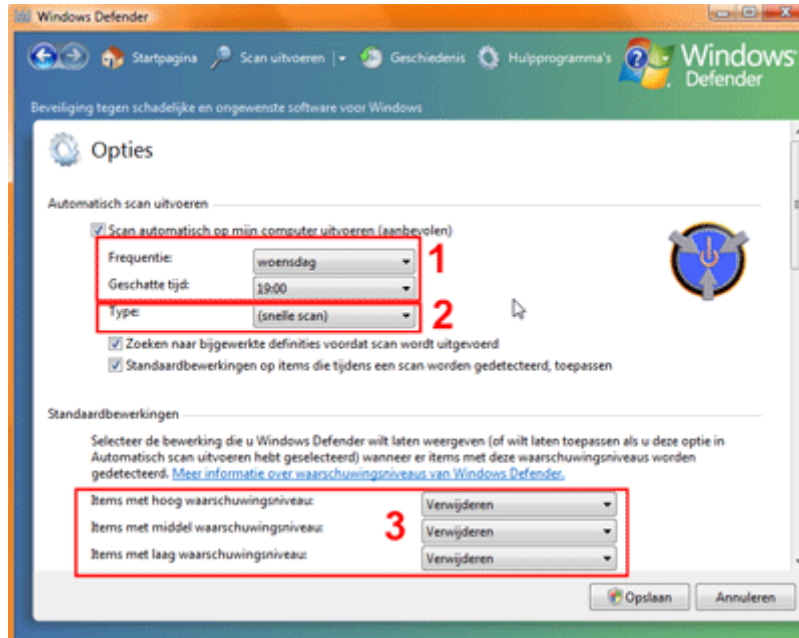 Windows Defender
Startpagina Scan uitvoeren Geschiedenis Hulpprogramma's Windows Defender
Beveiliging tegen schadelijke en ongewenste software voor Windows
Opties
Automatisch scan uitvoeren
Scan automatisch op mijn computer uitvoeren (aanbevolen)
Frequentie: woensdag 1
Geschatte tijd: 19:00
Type: (snelle scan) 2
Zoeken naar bijgewerkte definities voordat scan wordt uitgevoerd
Standaardbewerkingen op items die tijdens een scan worden gedetecteerd, toepassen
Standaardbewerkingen
Selecteer de bewerking die u Windows Defender wilt laten weergeven (of wilt laten toepassen als u deze optie in
Automatisch scan uitvoeren hebt geselecteerd) wanneer er items met deze waarschuwingsniveaus worden
gedetecteerd. Meer informatie over waarschuwingsniveaus van Windows Defender.
Items met hoog waarschuwingsniveau: Verwijderen
Items met middel waarschuwingsniveau: 3 Verwijderen
Items met laag waarschuwingsniveau: Verwijderen
Opslaan Annuleren